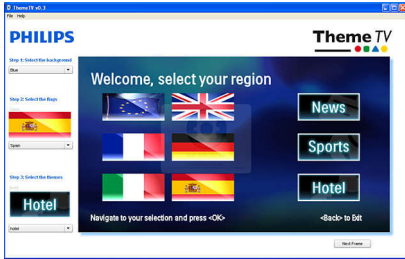 ThemeTV v0.3
File Help
PHILIPS
Theme TV
Step 1: Select the background
Blue
Step 2: Select the flags
Spain
Step 3: Select the themes
Hotel
hotel
Welcome, select your region
News
Sports
Hotel
Navigate to your selection and press <OK>
<Back> to Exit
Next Frame